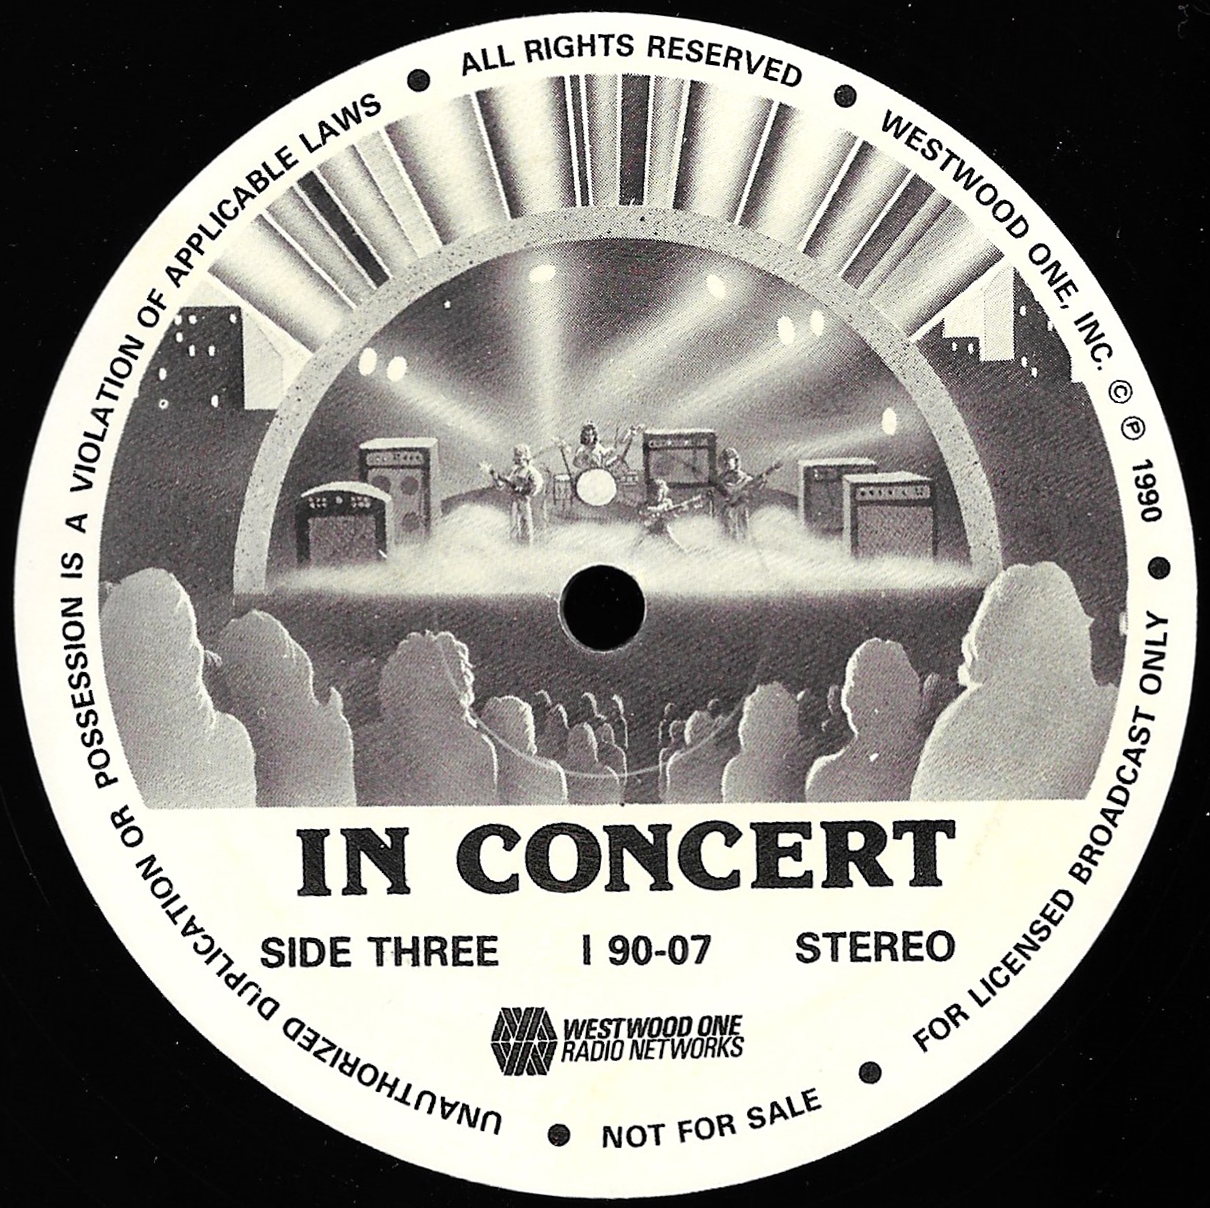 UNAUTHORIZED DUPLICATION OR POSSESSION IS A VIOLATION OF APPLICABLE LAWS ● ALL RIGHTS RESERVED ● WESTWOOD ONE, INC. © ℗ 1990 ● FOR LICENSED BROADCAST ONLY ● NOT FOR SALE ●
IN CONCERT
SIDE THREE I 90-07 STEREO
WESTWOOD ONE
RADIO NETWORKS